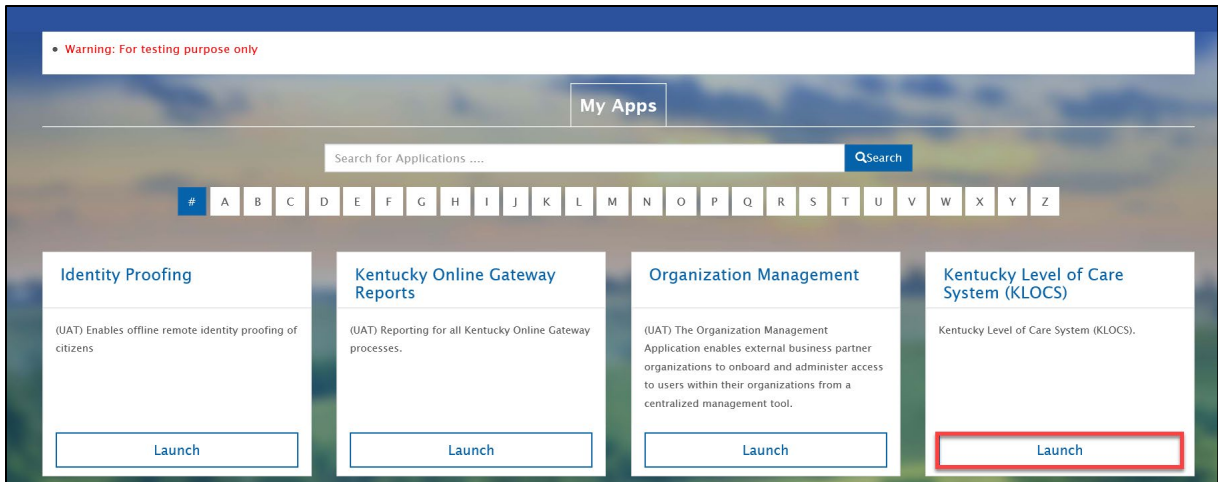 Warning: For testing purpose only
My Apps
Search for Applications ....
Search
# A B C D E F G H I J K L M N O P Q R S T U V W X Y Z
Identity Proofing
(UAT) Enables offline remote identity proofing of
citizens
Launch
Kentucky Online Gateway
Reports
(UAT) Reporting for all Kentucky Online Gateway
processes.
Launch
Organization Management
(UAT) The Organization Management
Application enables external business partner
organizations to onboard and administer access
to users within their organizations from a
centralized management tool.
Launch
Kentucky Level of Care
System (KLOCS)
Kentucky Level of Care System (KLOCS).
Launch